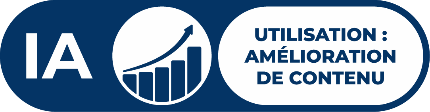 IA
UTILISATION :
AMÉLIORATION
DE CONTENU